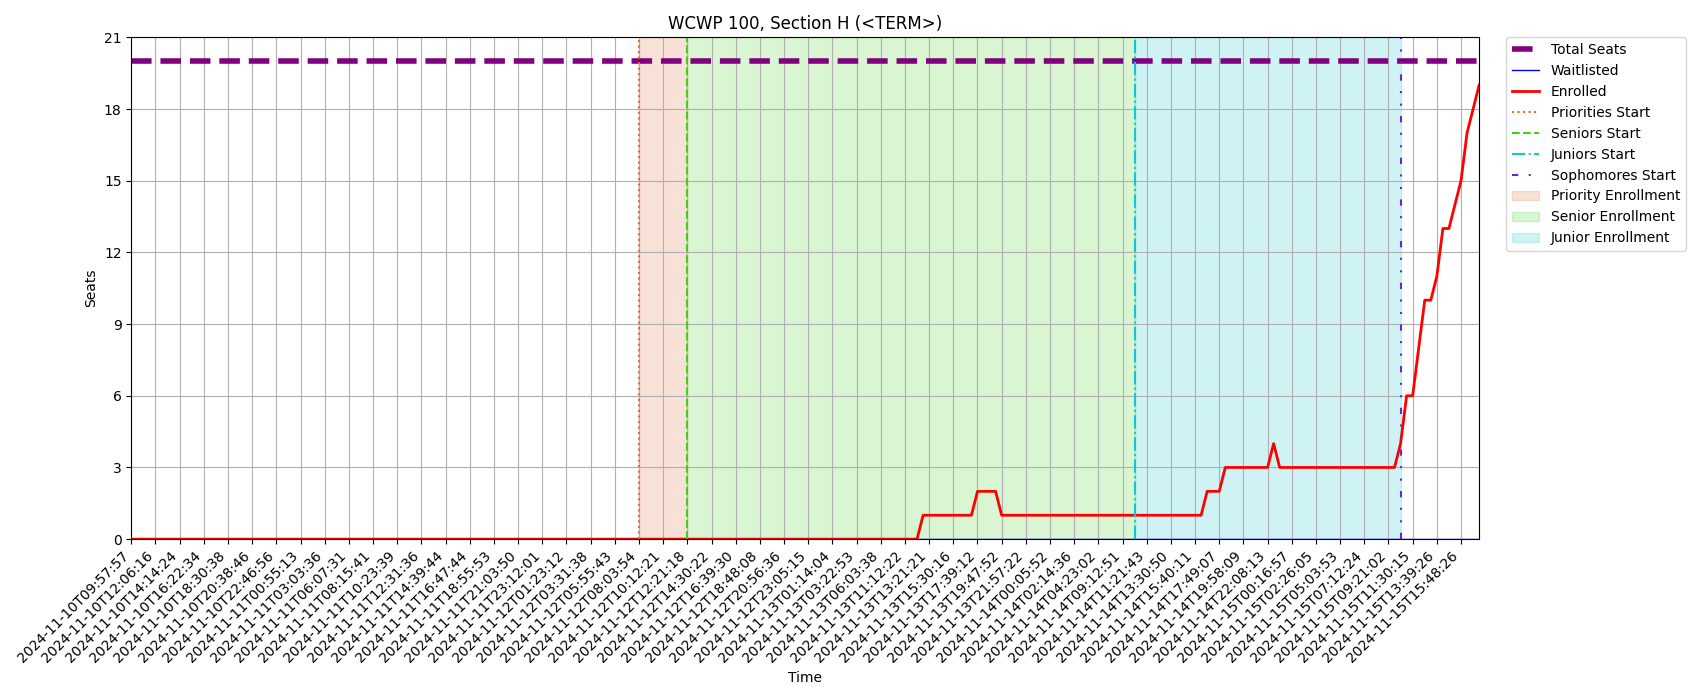 WCWP 100, Section H (<TERM>)
21
18
15
12
9
6
3
0
Seats
2024-11-10T09:57:57
2024-11-10T12:06:16
2024-11-10T14:14:24
2024-11-10T16:22:34
2024-11-10T18:30:38
2024-11-10T20:38:46
2024-11-10T22:46:56
2024-11-11T00:55:13
2024-11-11T03:03:36
2024-11-11T06:07:31
2024-11-11T08:15:41
2024-11-11T10:23:39
2024-11-11T12:31:36
2024-11-11T14:39:44
2024-11-11T16:47:44
2024-11-11T18:55:53
2024-11-11T21:03:50
2024-11-11T23:12:01
2024-11-12T01:23:12
2024-11-12T03:31:38
2024-11-12T05:55:43
2024-11-12T08:03:54
2024-11-12T10:12:21
2024-11-12T12:21:18
2024-11-12T14:30:22
2024-11-12T16:39:30
2024-11-12T18:48:08
2024-11-12T20:56:36
2024-11-12T23:05:15
2024-11-13T01:14:04
2024-11-13T03:22:53
2024-11-13T06:03:38
2024-11-13T11:12:22
2024-11-13T13:21:21
2024-11-13T15:30:16
2024-11-13T17:39:12
2024-11-13T19:47:52
2024-11-13T21:57:22
2024-11-14T00:05:52
2024-11-14T02:14:36
2024-11-14T04:23:02
2024-11-14T09:12:51
2024-11-14T11:21:43
2024-11-14T13:30:50
2024-11-14T15:40:11
2024-11-14T17:49:07
2024-11-14T19:58:09
2024-11-14T22:08:13
2024-11-15T00:16:57
2024-11-15T02:26:05
2024-11-15T05:03:53
2024-11-15T07:12:24
2024-11-15T09:21:02
2024-11-15T11:30:15
2024-11-15T13:39:26
2024-11-15T15:48:26
Time
Total Seats
Waitlisted
Enrolled
Priorities Start
Seniors Start
Juniors Start
Sophomores Start
Priority Enrollment
Senior Enrollment
Junior Enrollment